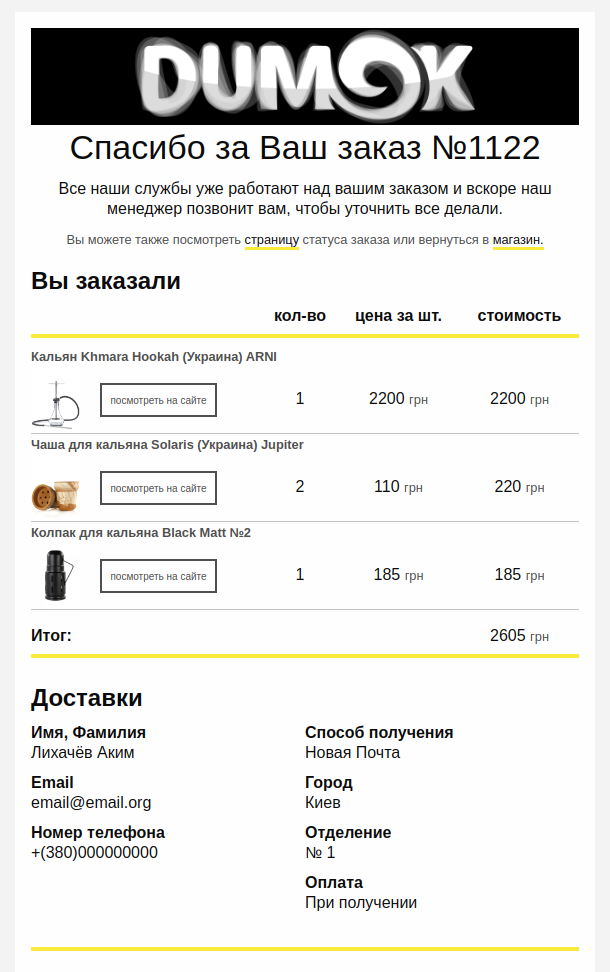 DUMOK
Спасибо за Ваш заказ №1122
Все наши службы уже работают над вашим заказом и вскоре наш
менеджер позвонит вам, чтобы уточнить все делали.
Вы можете также посмотреть страницу статуса заказа или вернуться в магазин.
Вы заказали
кол-во цена за шт. стоимость
Кальян Khmara Hookah (Украина) ARNI
посмотреть на сайте 1 2200 грн 2200 грн
Чаша для кальяна Solaris (Украина) Jupiter
посмотреть на сайте 2 110 грн 220 грн
Колпак для кальяна Black Matt №2
посмотреть на сайте 1 185 грн 185 грн
Итог: 2605 грн
Доставки
Имя, Фамилия
Лихачёв Аким
Email
email@email.org
Номер телефона
+(380)000000000
Способ получения
Новая Почта
Город
Киев
Отделение
№ 1
Оплата
При получении